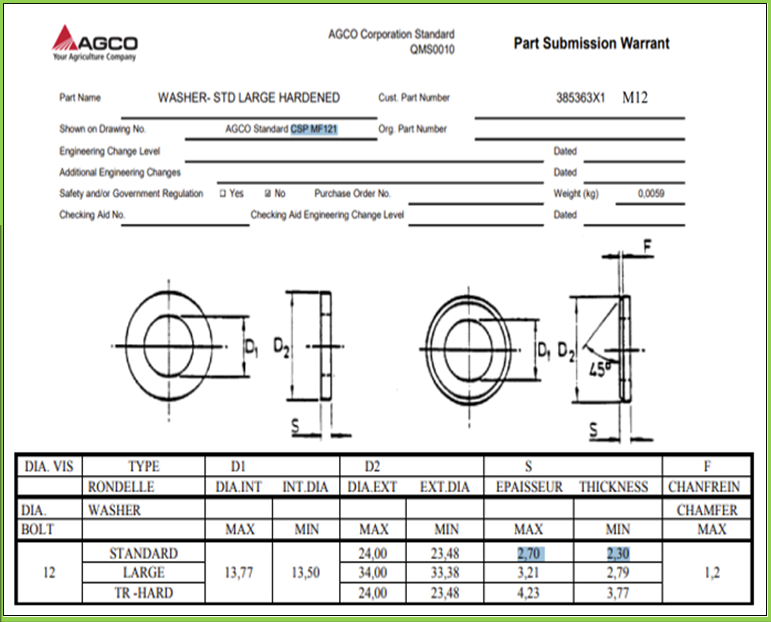 AGCO
Your Agriculture Company
AGCO Corporation Standard
QMS0010
Part Submission Warrant
Part Name WASHER- STD LARGE HARDENED Cust. Part Number 385363X1 M12
Shown on Drawing No. AGCO Standard CSP MF121 Org. Part Number
Engineering Change Level Dated
Additional Engineering Changes Dated
Safety and/or Government Regulation ☐ Yes ☒ No Purchase Order No. Weight (kg) 0,0059
Checking Aid No. Checking Aid Engineering Change Level Dated
F
D1 D2 D1 D2
45°
S S
DIA. VIS TYPE D1 D2 S F
RONDELLE DIA.INT INT.DIA DIA.EXT EXT.DIA EPAISSEUR THICKNESS CHANFREIN
DIA. WASHER CHAMFER
BOLT MAX MIN MAX MIN MAX MIN MAX
STANDARD 24,00 23,48 2,70 2,30
12 LARGE 13,77 13,50 34,00 33,38 3,21 2,79 1,2
TR -HARD 24,00 23,48 4,23 3,77